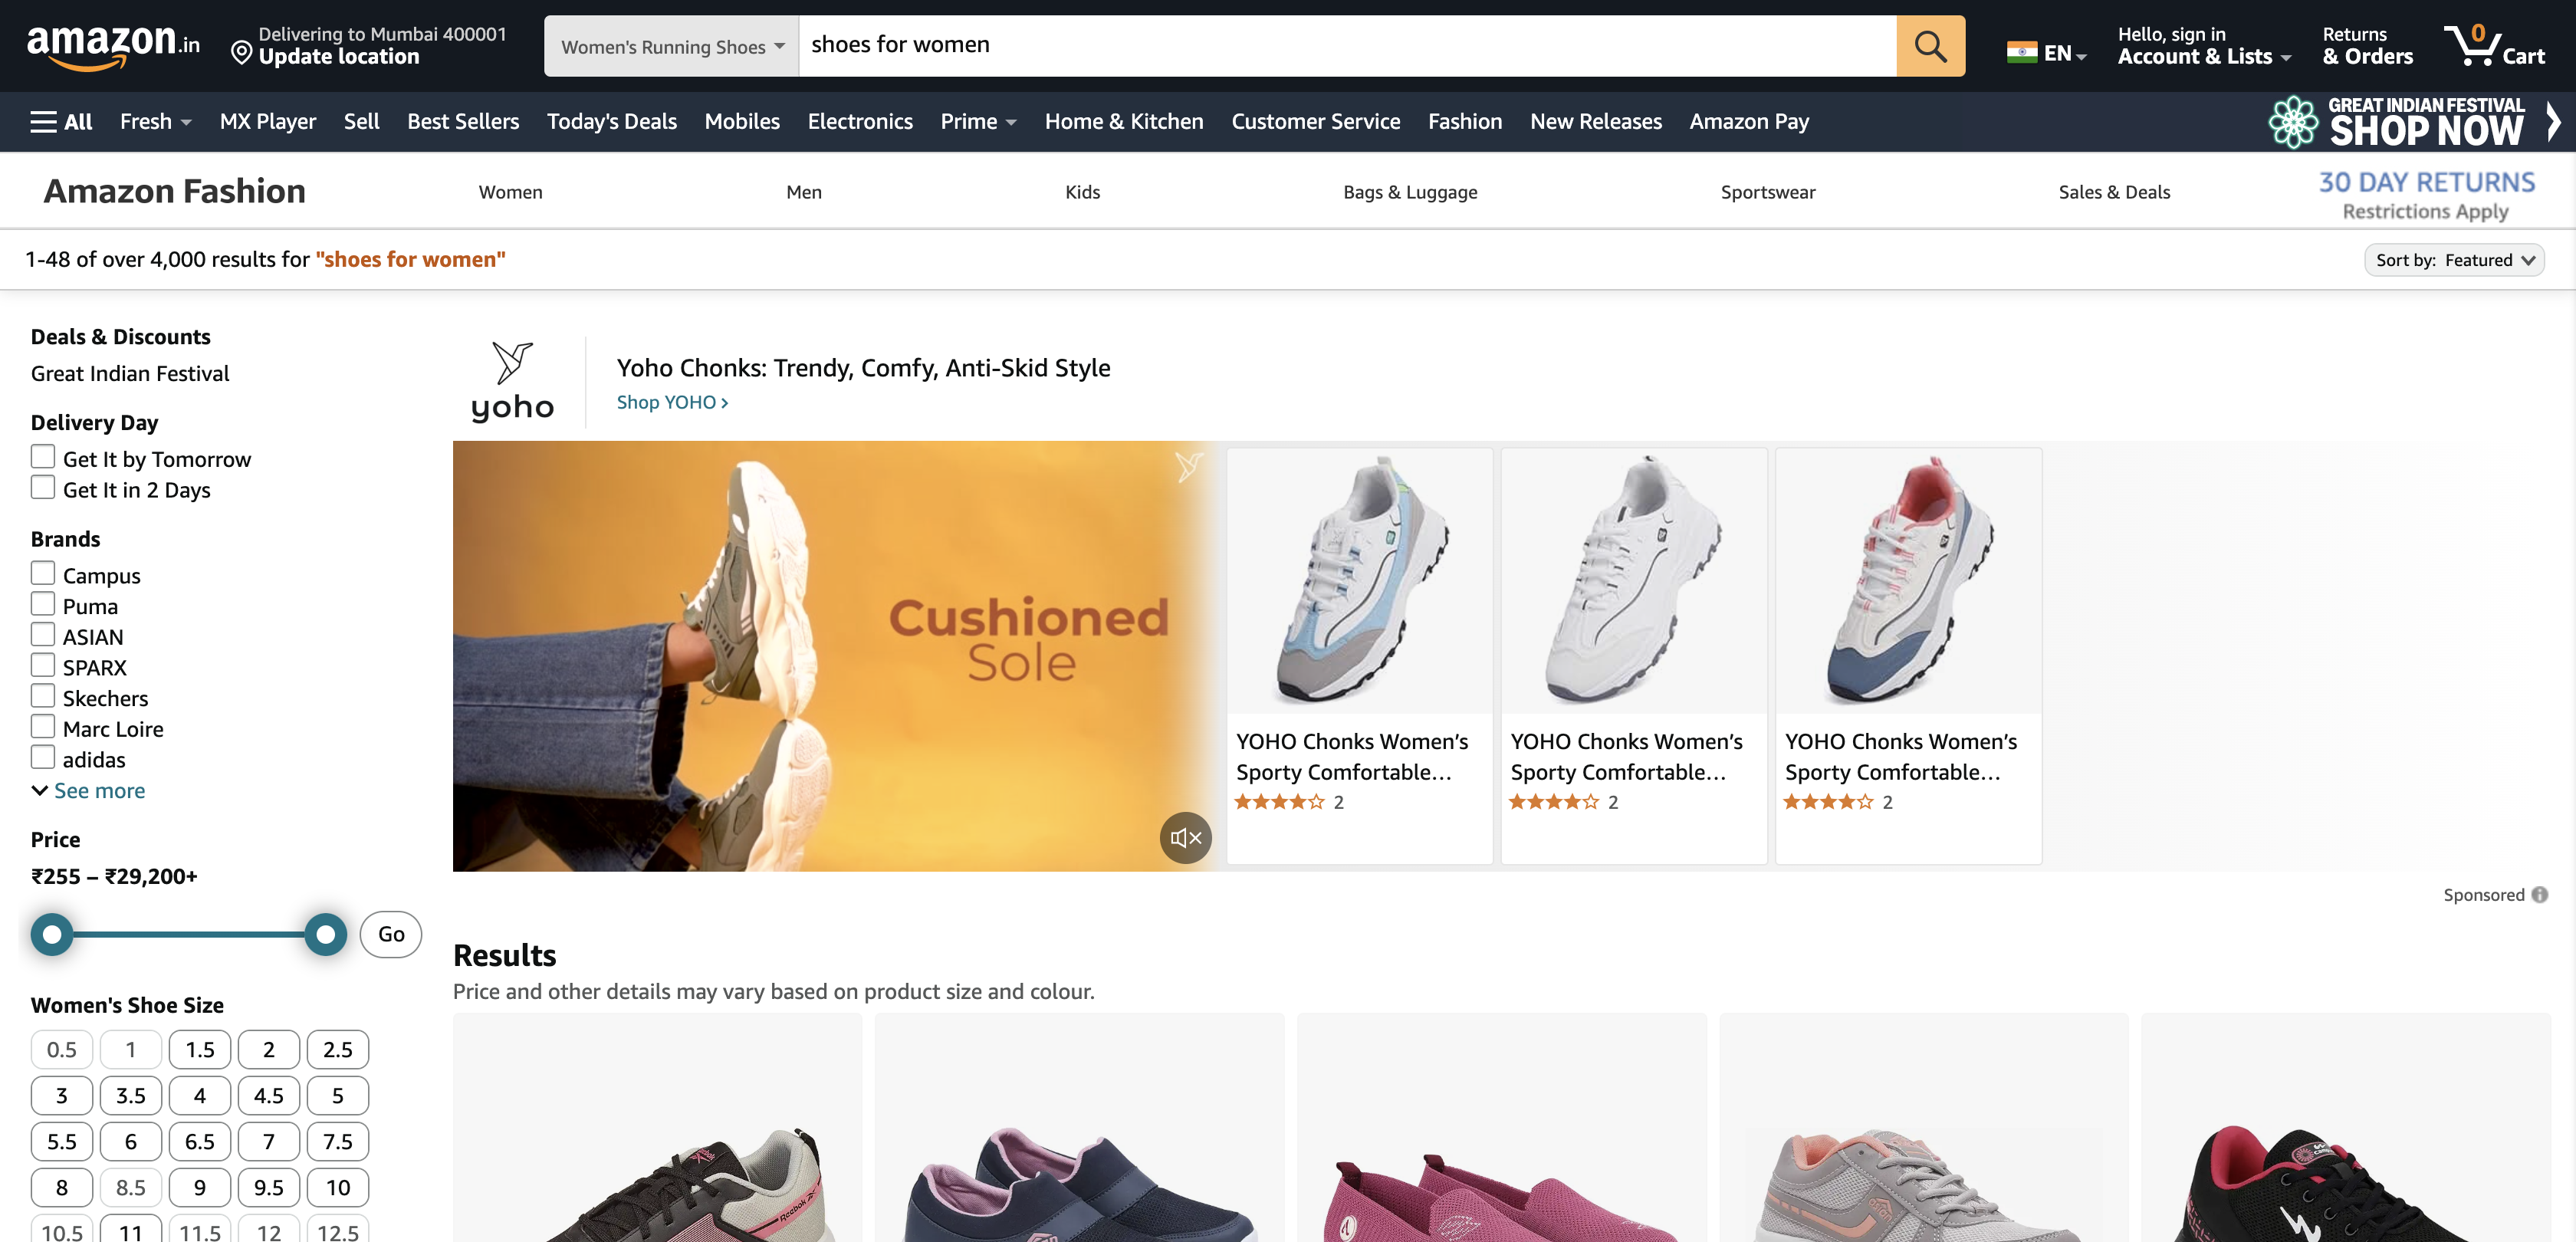 amazon.in
Delivering to Mumbai 400001
Update location
Women's Running Shoes
shoes for women
EN
Hello, sign in
Account & Lists
Returns
& Orders
0
Cart
All
Fresh
MX Player
Sell
Best Sellers
Today's Deals
Mobiles
Electronics
Prime
Home & Kitchen
Customer Service
Fashion
New Releases
Amazon Pay
GREAT INDIAN FESTIVAL
SHOP NOW
Amazon Fashion
Women
Men
Kids
Bags & Luggage
Sportswear
Sales & Deals
30 DAY RETURNS
Restrictions Apply
1-48 of over 4,000 results for "shoes for women"
Sort by: Featured
Deals & Discounts
Great Indian Festival
Delivery Day
Get It by Tomorrow
Get It in 2 Days
Brands
Campus
Puma
ASIAN
SPARX
Skechers
Marc Loire
adidas
See more
Price
₹255 – ₹29,200+
Go
Women's Shoe Size
0.5 1 1.5 2 2.5
3 3.5 4 4.5 5
5.5 6 6.5 7 7.5
8 8.5 9 9.5 10
10.5 11 11.5 12 12.5
yoho
Yoho Chonks: Trendy, Comfy, Anti-Skid Style
Shop YOHO ›
Cushioned
Sole
YOHO Chonks Women's
Sporty Comfortable…
2
YOHO Chonks Women's
Sporty Comfortable…
2
YOHO Chonks Women's
Sporty Comfortable…
2
Sponsored
Results
Price and other details may vary based on product size and colour.
Reebok